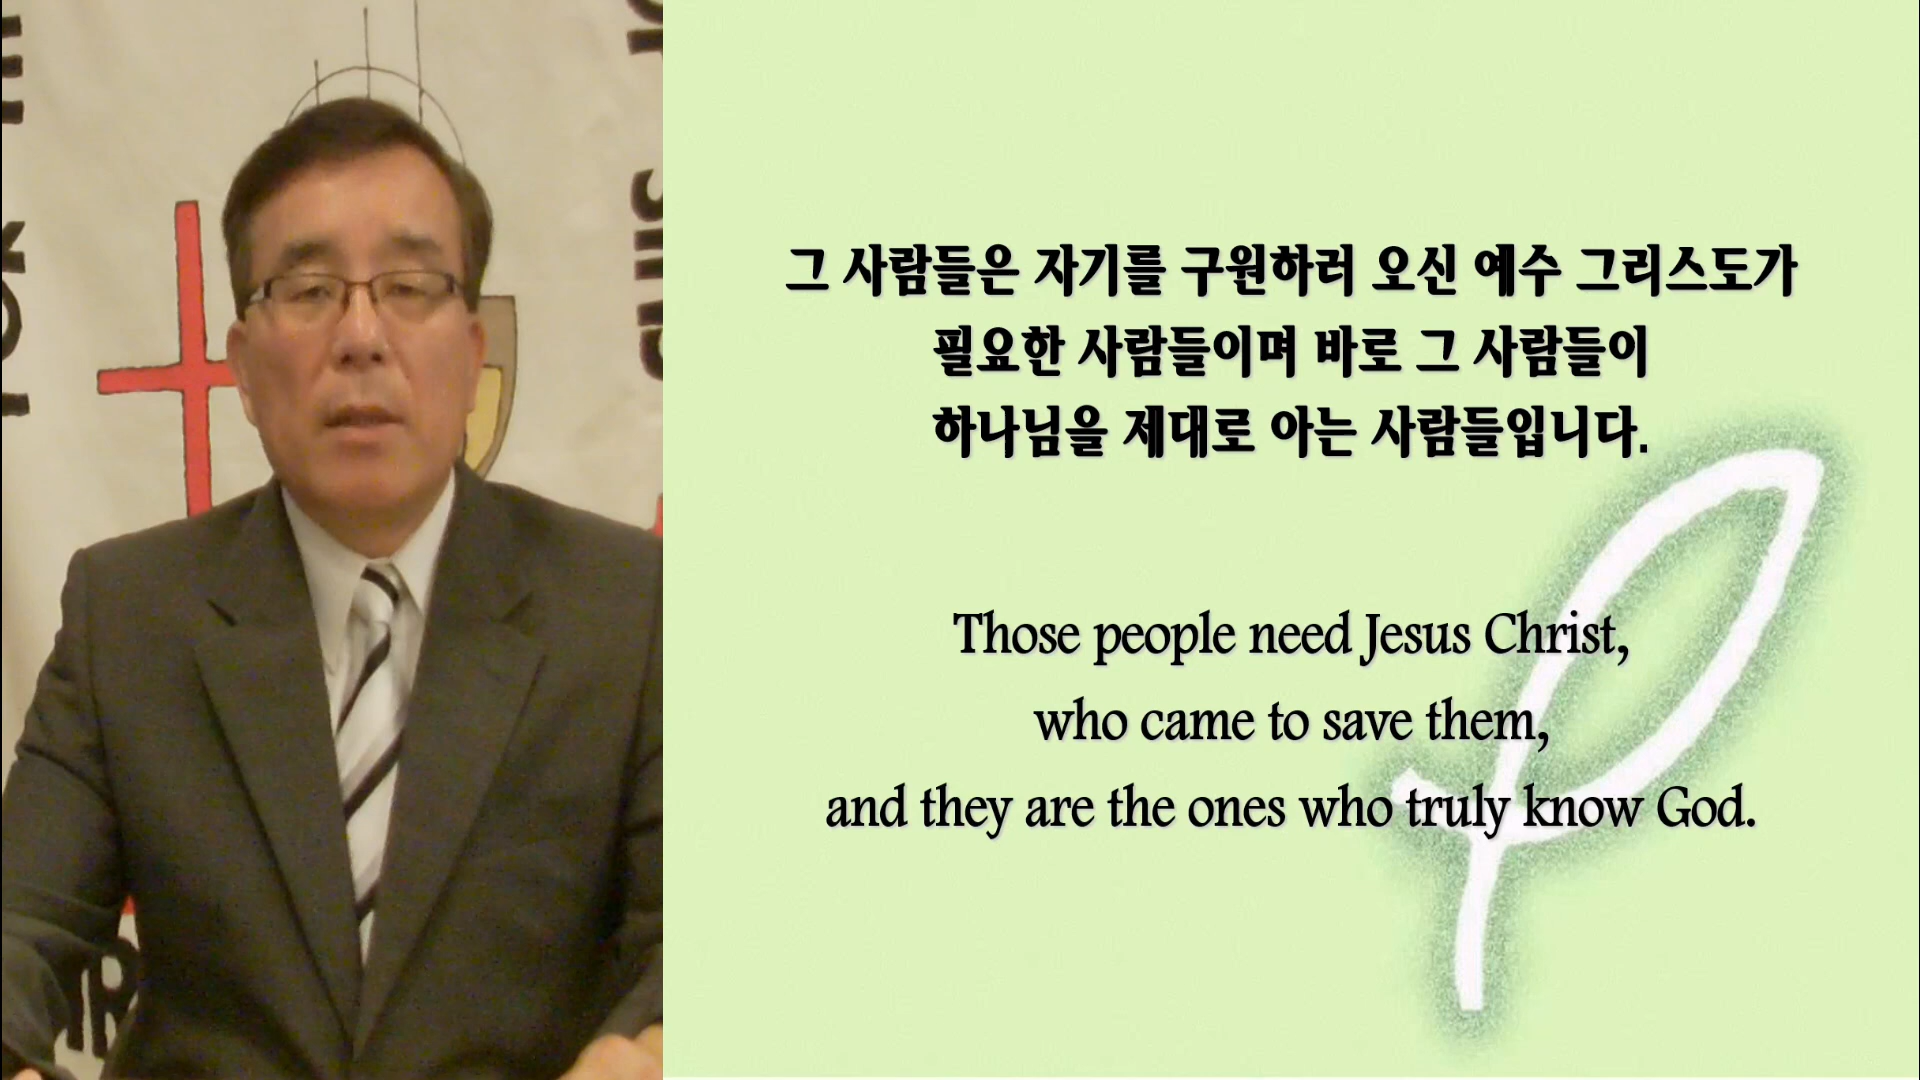 그 사람들은 자기를 구원하러 오신 예수 그리스도가
필요한 사람들이며 바로 그 사람들이
하나님을 제대로 아는 사람들입니다.
Those people need Jesus Christ,
who came to save them,
and they are the ones who truly know God.